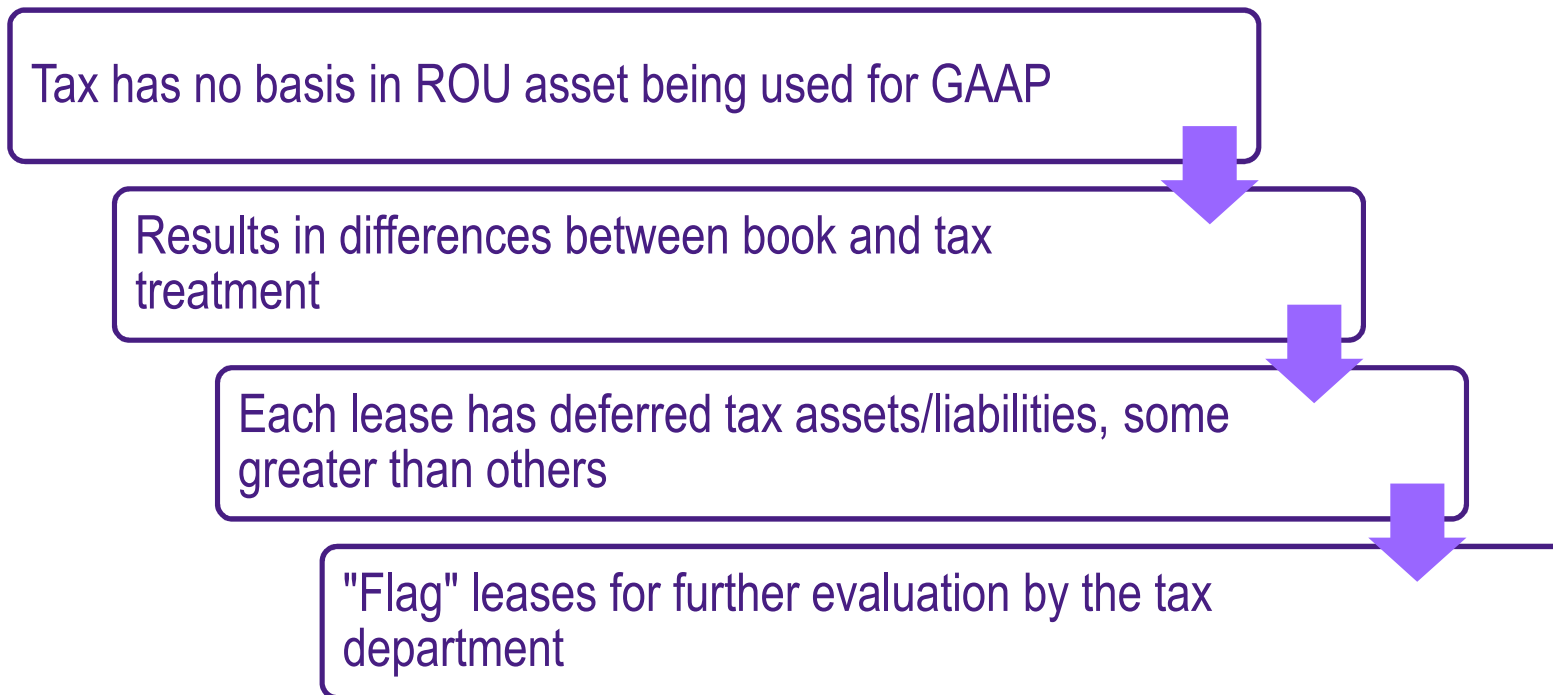 Tax has no basis in ROU asset being used for GAAP
Results in differences between book and tax
treatment
Each lease has deferred tax assets/liabilities, some
greater than others
"Flag" leases for further evaluation by the tax
department